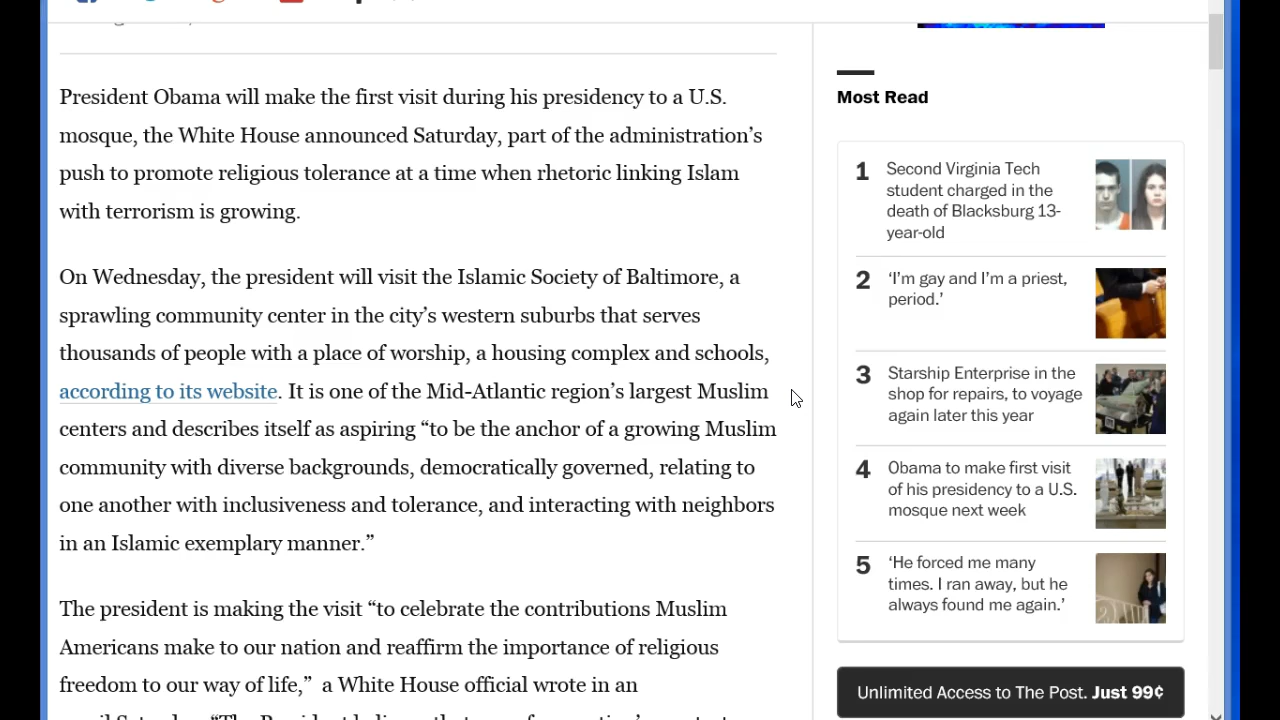 President Obama will make the first visit during his presidency to a U.S.
mosque, the White House announced Saturday, part of the administration’s
push to promote religious tolerance at a time when rhetoric linking Islam
with terrorism is growing.
On Wednesday, the president will visit the Islamic Society of Baltimore, a
sprawling community center in the city’s western suburbs that serves
thousands of people with a place of worship, a housing complex and schools,
according to its website. It is one of the Mid-Atlantic region’s largest Muslim
centers and describes itself as aspiring “to be the anchor of a growing Muslim
community with diverse backgrounds, democratically governed, relating to
one another with inclusiveness and tolerance, and interacting with neighbors
in an Islamic exemplary manner.”
The president is making the visit “to celebrate the contributions Muslim
Americans make to our nation and reaffirm the importance of religious
freedom to our way of life,” a White House official wrote in an
Most Read
1
Second Virginia Tech
student charged in the
death of Blacksburg 13-
year-old
2
‘I’m gay and I’m a priest,
period.’
3
Starship Enterprise in the
shop for repairs, to voyage
again later this year
4
Obama to make first visit
of his presidency to a U.S.
mosque next week
5
‘He forced me many
times. I ran away, but he
always found me again.’
Unlimited Access to The Post. Just 99¢